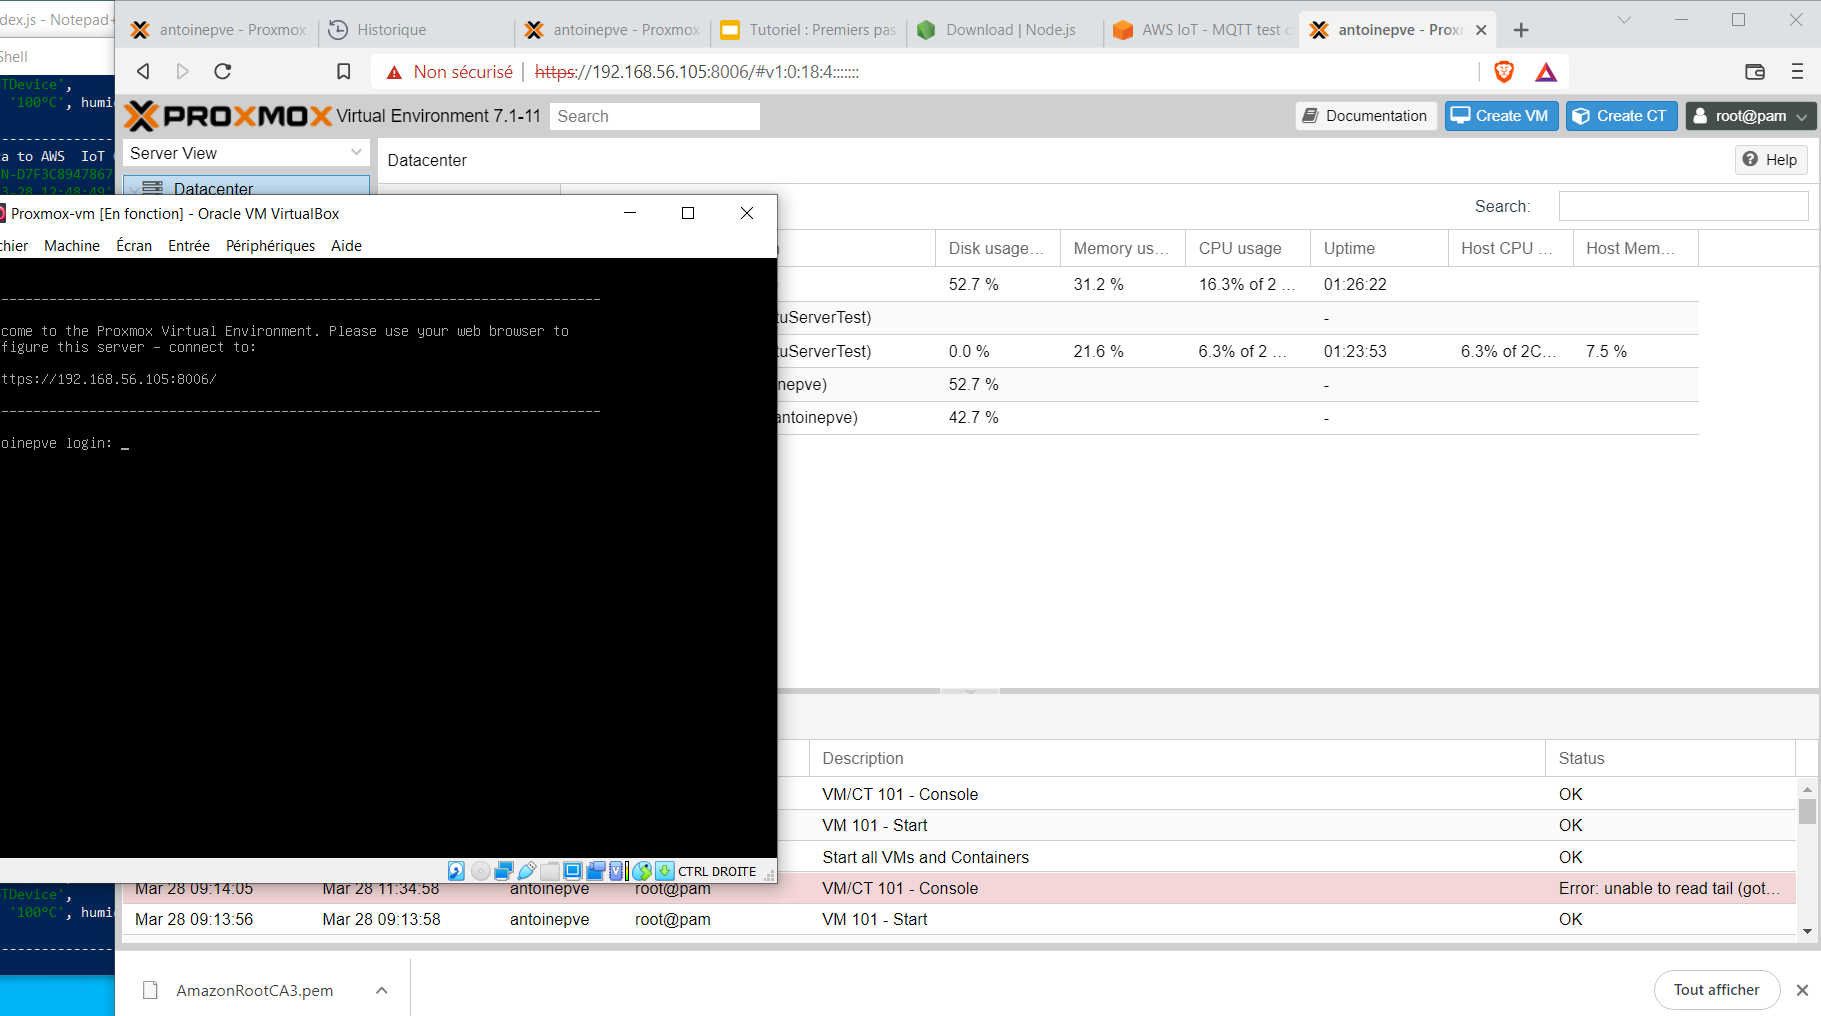 dex.js - Notepad+
antoinepve - Proxmox
Historique
antoinepve - Proxmox
Tutoriel : Premiers pas
Download | Node.js
AWS IoT - MQTT test c
antoinepve - Proxm
Shell
Non sécurisé
https://192.168.56.105:8006/#v1:0:18:4:::::::
TDevice',
'100°C', humi
PROXMOX Virtual Environment 7.1-11
Search
Documentation
Create VM
Create CT
root@pam
Server View
Datacenter
Help
ta to AWS  IoT
N-D7F3C8947867
3-28 12:48:49'
Datacenter
Search:
Proxmox-vm [En fonction] - Oracle VM VirtualBox
chier Machine Écran Entrée Périphériques Aide
Disk usage... Memory us... CPU usage Uptime Host CPU ... Host Mem...
52.7 % 31.2 % 16.3% of 2 ... 01:26:22
tuServerTest) -
tuServerTest) 0.0 % 21.6 % 6.3% of 2 ... 01:23:53 6.3% of 2C... 7.5 %
nepve) 52.7 % -
antoinepve) 42.7 % -
come to the Proxmox Virtual Environment. Please use your web browser to
figure this server - connect to:
ttps://192.168.56.105:8006/
oinepve login: _
CTRL DROITE
Description Status
VM/CT 101 - Console OK
VM 101 - Start OK
Start all VMs and Containers OK
Mar 28 09:14:05 Mar 28 11:34:58 antoinepve root@pam VM/CT 101 - Console Error: unable to read tail (got...
Mar 28 09:13:56 Mar 28 09:13:58 antoinepve root@pam VM 101 - Start OK
TDevice',
'100°C', humi
AmazonRootCA3.pem
Tout afficher